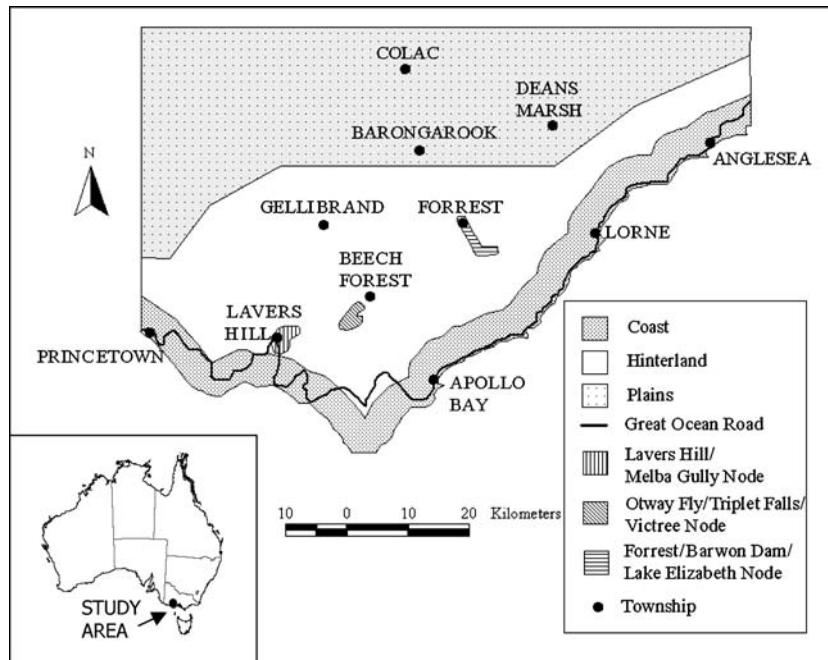 COLAC
DEANS
MARSH
BARONGAROOK
N
ANGLESEA
GELLIBRAND
FORREST
LORNE
BEECH
FOREST
LAVERS
HILL
PRINCETOWN
APOLLO
BAY
10 0 10 20 Kilometers
STUDY
AREA
Coast
Hinterland
Plains
Great Ocean Road
Lavers Hill/
Melba Gully Node
Otway Fly/Triplet Falls/
Victree Node
Forrest/Barwon Dam/
Lake Elizabeth Node
Township